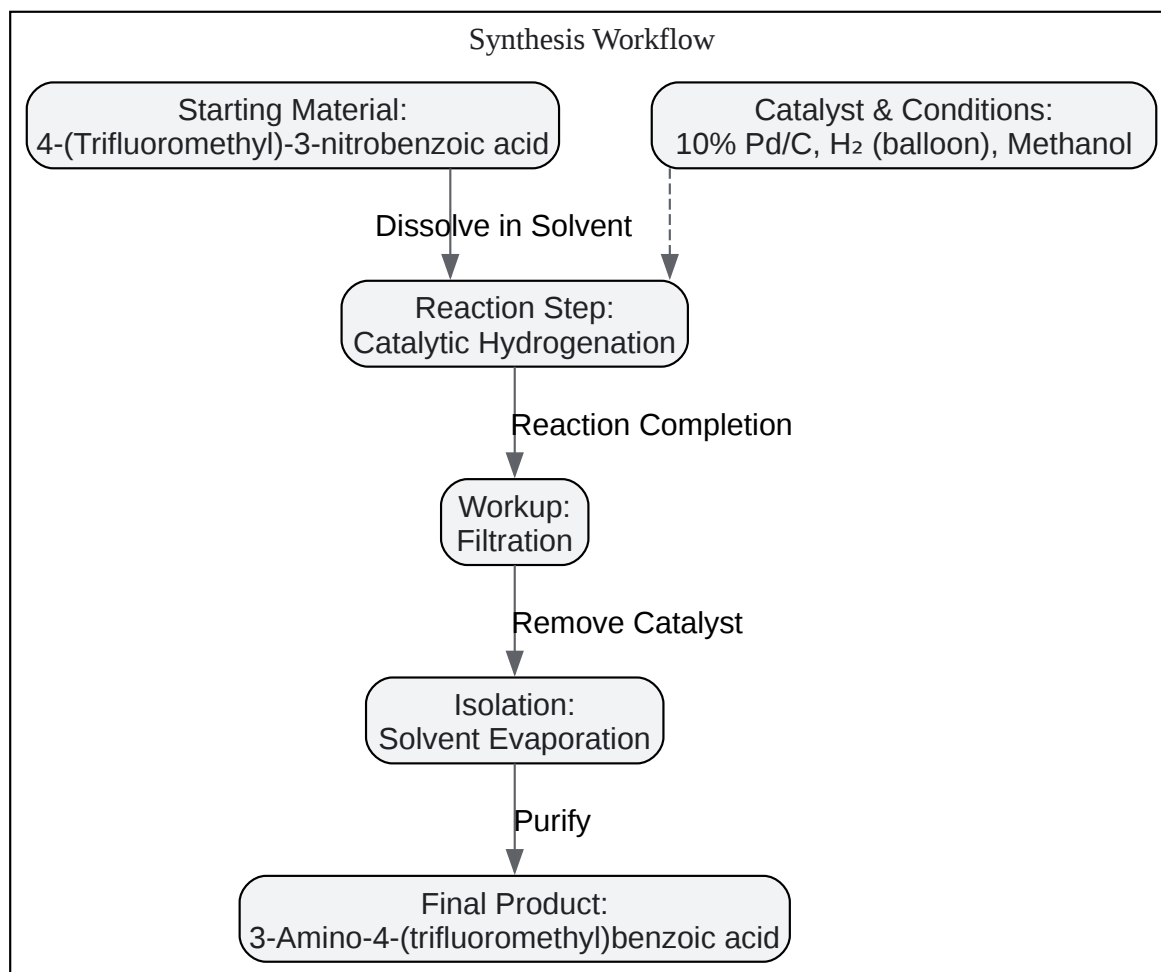 Synthesis Workflow
Starting Material:
4-(Trifluoromethyl)-3-nitrobenzoic acid
Catalyst & Conditions:
10% Pd/C, H₂ (balloon), Methanol
Dissolve in Solvent
Reaction Step:
Catalytic Hydrogenation
Reaction Completion
Workup:
Filtration
Remove Catalyst
Isolation:
Solvent Evaporation
Purify
Final Product:
3-Amino-4-(trifluoromethyl)benzoic acid